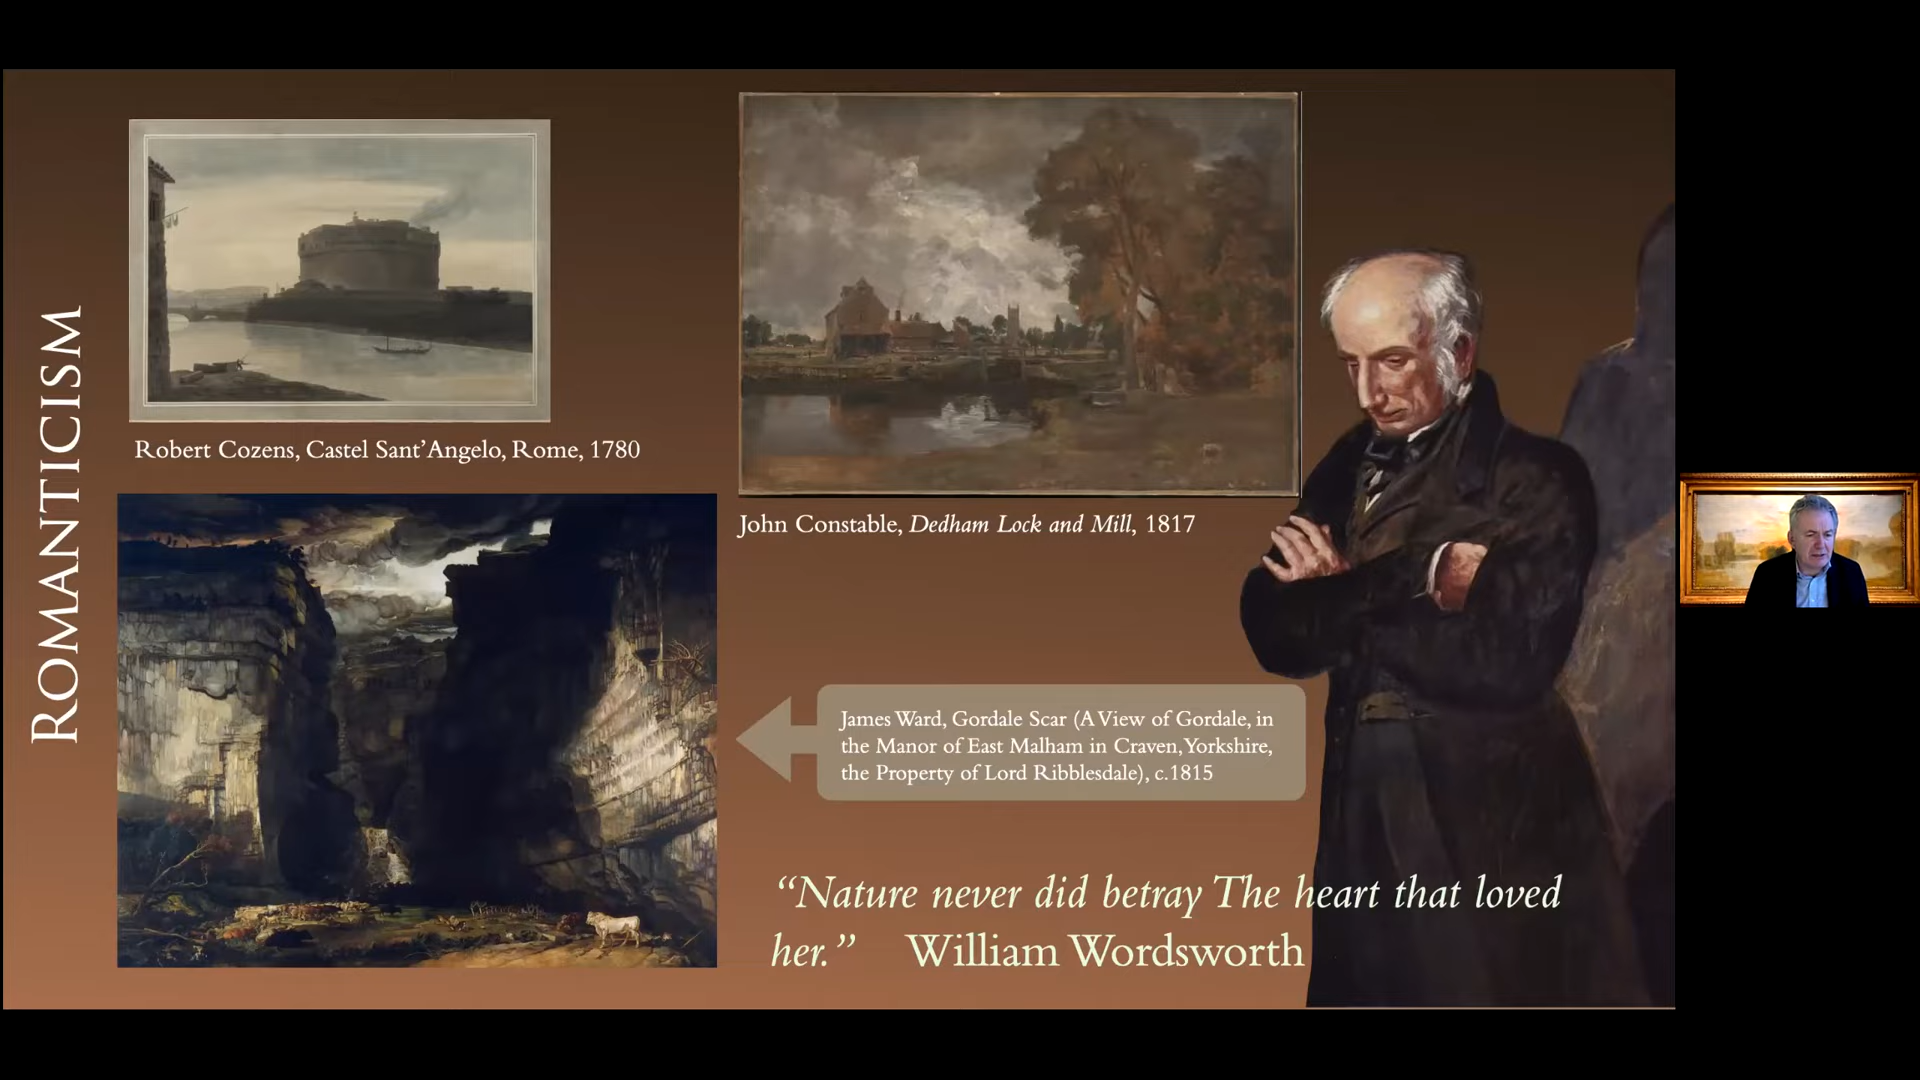 ROMANTICISM
Robert Cozens, Castel Sant’Angelo, Rome, 1780
John Constable, Dedham Lock and Mill, 1817
James Ward, Gordale Scar (A View of Gordale, in
the Manor of East Malham in Craven, Yorkshire,
the Property of Lord Ribblesdale), c.1815
“Nature never did betray The heart that loved
her.” William Wordsworth